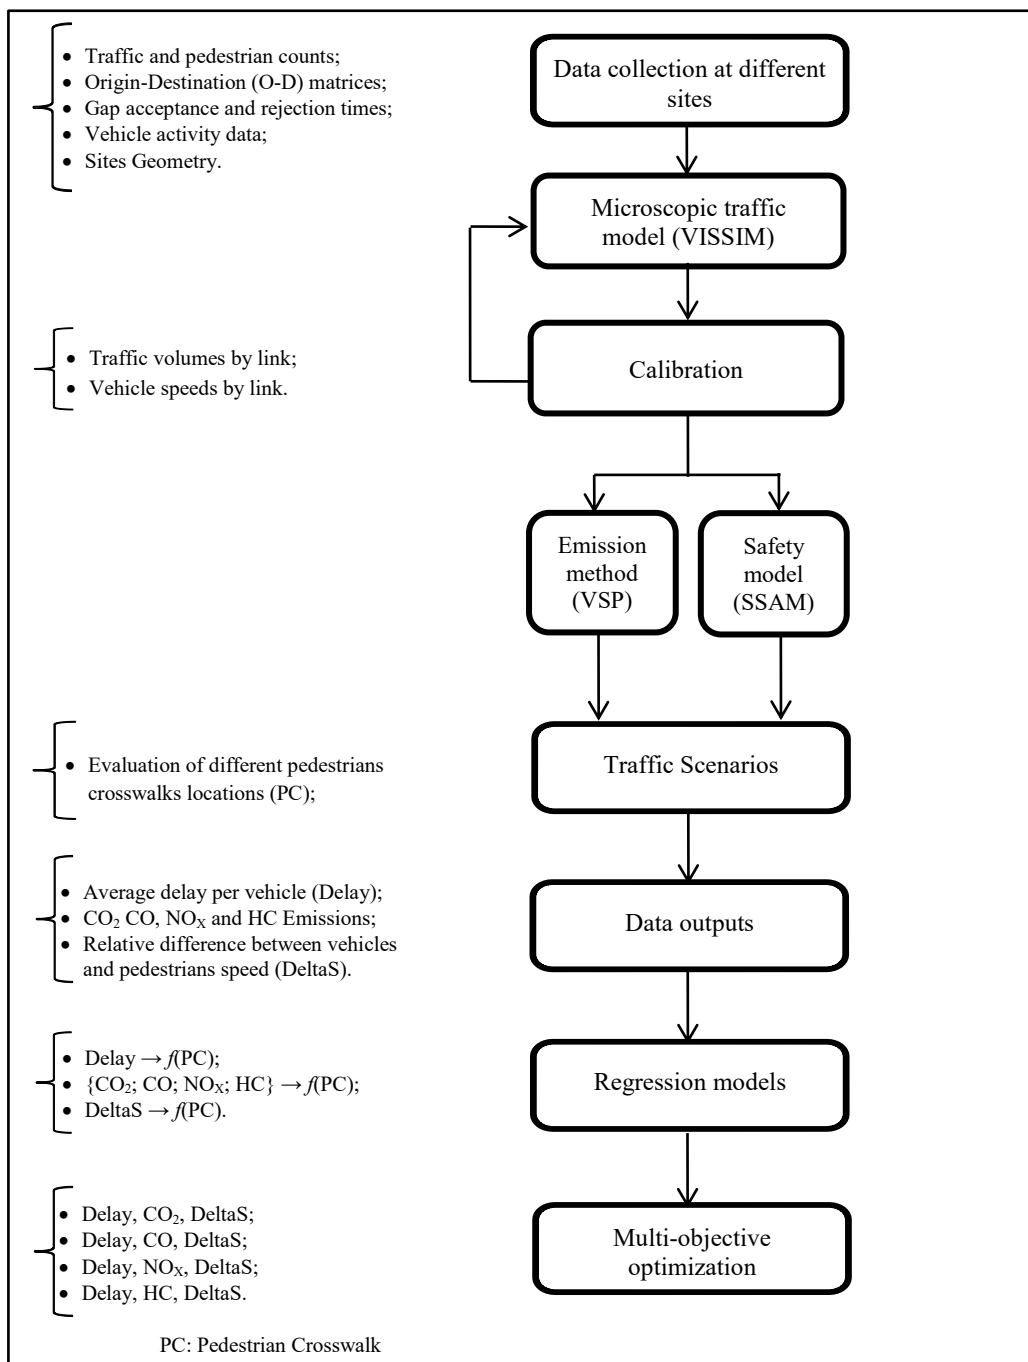 • Traffic and pedestrian counts;
• Origin-Destination (O-D) matrices;
• Gap acceptance and rejection times;
• Vehicle activity data;
• Sites Geometry.
Data collection at different
sites
Microscopic traffic
model (VISSIM)
• Traffic volumes by link;
• Vehicle speeds by link.
Calibration
Emission
method
(VSP)
Safety
model
(SSAM)
• Evaluation of different pedestrians
crosswalks locations (PC);
Traffic Scenarios
• Average delay per vehicle (Delay);
• CO₂ CO, NOₓ and HC Emissions;
• Relative difference between vehicles
and pedestrians speed (DeltaS).
Data outputs
• Delay → f(PC);
• {CO₂; CO; NOₓ; HC} → f(PC);
• DeltaS → f(PC).
Regression models
• Delay, CO₂, DeltaS;
• Delay, CO, DeltaS;
• Delay, NOₓ, DeltaS;
• Delay, HC, DeltaS.
Multi-objective
optimization
PC: Pedestrian Crosswalk